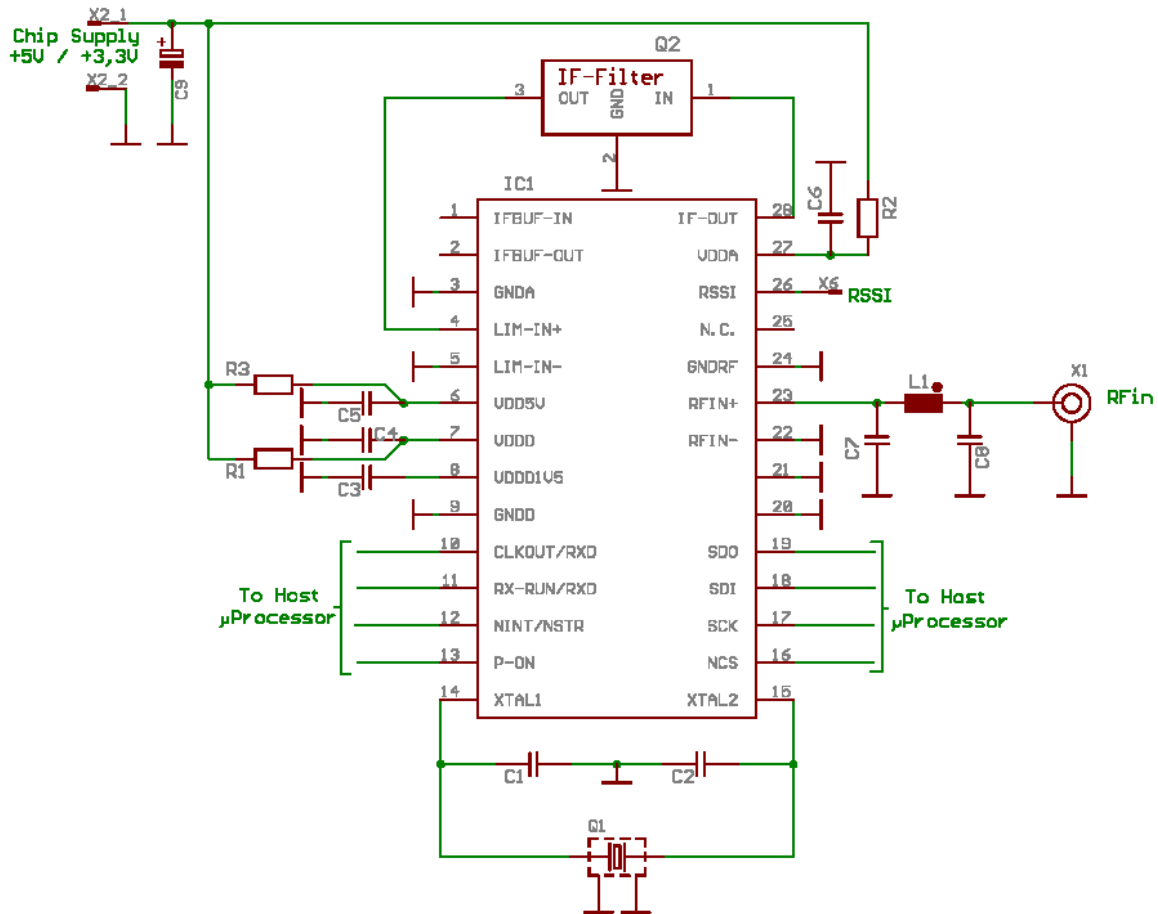 X2_1
Chip Supply
+5V / +3,3V
+
C9
X2_2
Q2
IF-Filter
3
OUT
GND
IN
1
2
IC1
C6
R2
1
IFBUF-IN
IF-OUT
28
2
IFBUF-OUT
VDDA
27
3
GNDA
RSSI
26
X6
RSSI
4
LIM-IN+
N.C.
25
5
LIM-IN-
GNDRF
24
R3
C5
6
VDD5V
RFIN+
23
L1
X1
RFin
C4
7
VDDD
RFIN-
22
C7
C8
R1
C3
8
VDDD1V5
21
9
GNDD
20
10
CLKOUT/RXD
SDO
19
11
RX-RUN/RXD
SDI
18
To Host
µProcessor
To Host
µProcessor
12
NINT/NSTR
SCK
17
13
P-ON
NCS
16
14
XTAL1
XTAL2
15
C1
C2
Q1